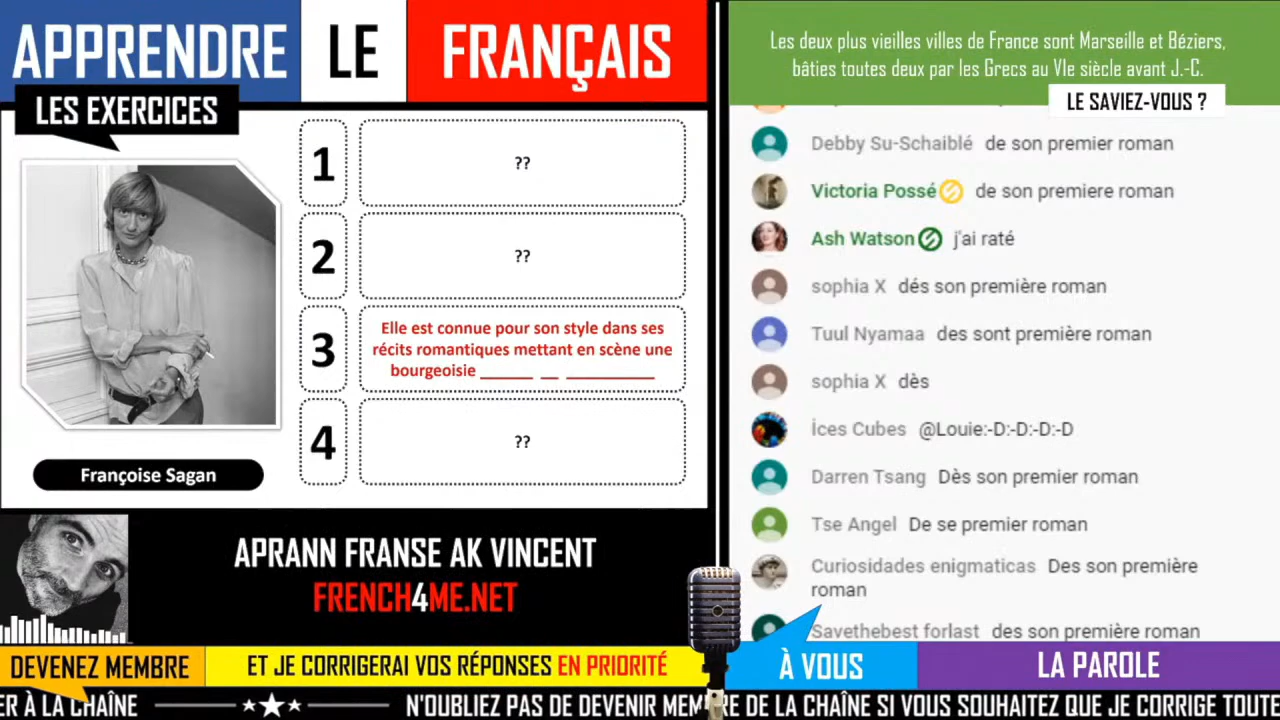 APPRENDRE LE FRANÇAIS
LES EXERCICES
1
??
2
??
3
Elle est connue pour son style dans ses
récits romantiques mettant en scène une
bourgeoisie ______ __ __________
4
??
Françoise Sagan
APRANN FRANSE AK VINCENT
FRENCH4ME.NET
Les deux plus vieilles villes de France sont Marseille et Béziers,
bâties toutes deux par les Grecs au VIe siècle avant J.-C.
LE SAVIEZ-VOUS ?
Debby Su-Schaiblé de son premier roman
Victoria Possé de son premiere roman
Ash Watson j'ai raté
sophia X dés son première roman
Tuul Nyamaa des sont première roman
sophia X dès
İces Cubes @Louie:-D:-D:-D:-D
Darren Tsang Dès son premier roman
Tse Angel De se premier roman
Curiosidades enigmaticas Des son première
roman
Savethebest forlast des son première roman
DEVENEZ MEMBRE
ET JE CORRIGERAI VOS RÉPONSES EN PRIORITÉ
À VOUS
LA PAROLE
ER À LA CHAÎNE N'OUBLIEZ PAS DE DEVENIR MEMBRE DE LA CHAÎNE SI VOUS SOUHAITEZ QUE JE CORRIGE TOUTE